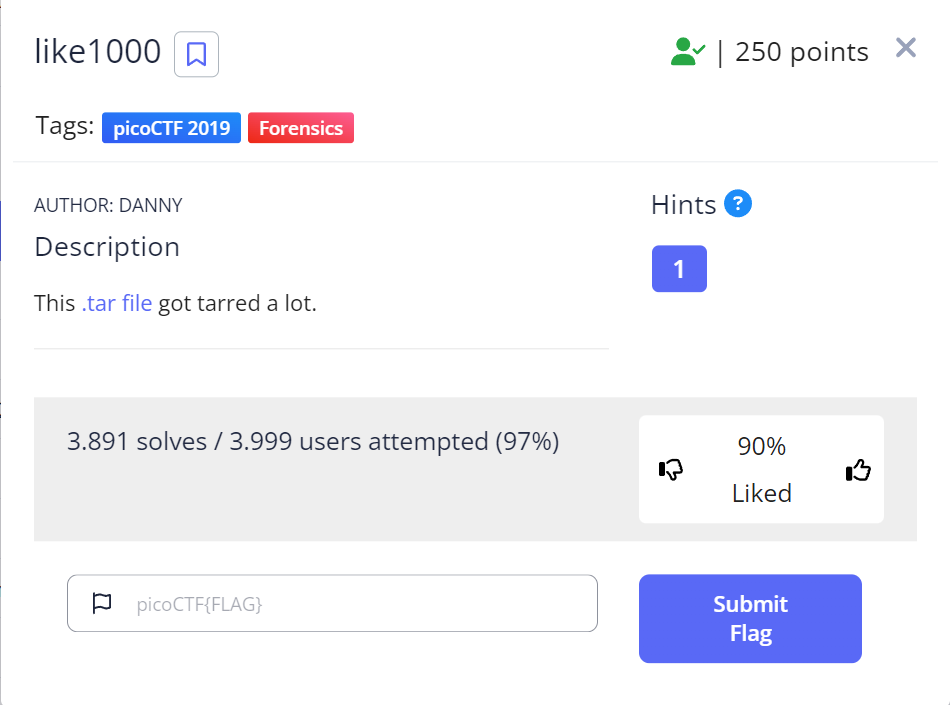 like1000
| 250 points
Tags: picoCTF 2019 Forensics
AUTHOR: DANNY
Hints ?
Description
1
This .tar file got tarred a lot.
3.891 solves / 3.999 users attempted (97%)
90%
Liked
picoCTF{FLAG}
Submit
Flag